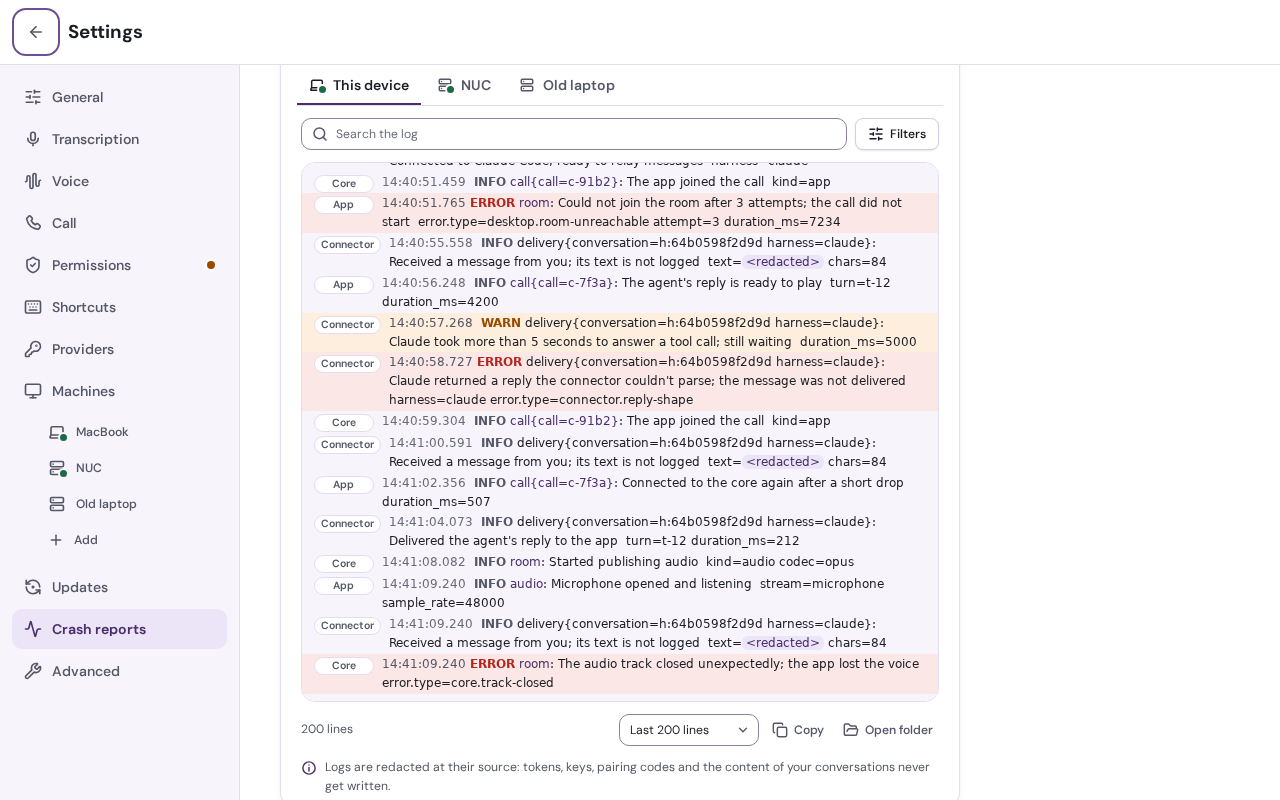 Settings
General
Transcription
Voice
Call
Permissions
Shortcuts
Providers
Machines
MacBook
NUC
Old laptop
Add
Updates
Crash reports
Advanced
This device NUC Old laptop
Search the log Filters
Connected to Claude Code, ready to relay messages harness=claude
Core 14:40:51.459 INFO call{call=c-91b2}: The app joined the call kind=app
App 14:40:51.765 ERROR room: Could not join the room after 3 attempts; the call did not
start error.type=desktop.room-unreachable attempt=3 duration_ms=7234
Connector 14:40:55.558 INFO delivery{conversation=h:64b0598f2d9d harness=claude}:
Received a message from you; its text is not logged text=<redacted> chars=84
App 14:40:56.248 INFO call{call=c-7f3a}: The agent's reply is ready to play turn=t-12
duration_ms=4200
Connector 14:40:57.268 WARN delivery{conversation=h:64b0598f2d9d harness=claude}:
Claude took more than 5 seconds to answer a tool call; still waiting duration_ms=5000
Connector 14:40:58.727 ERROR delivery{conversation=h:64b0598f2d9d harness=claude}:
Claude returned a reply the connector couldn't parse; the message was not delivered
harness=claude error.type=connector.reply-shape
Core 14:40:59.304 INFO call{call=c-91b2}: The app joined the call kind=app
Connector 14:41:00.591 INFO delivery{conversation=h:64b0598f2d9d harness=claude}:
Received a message from you; its text is not logged text=<redacted> chars=84
App 14:41:02.356 INFO call{call=c-7f3a}: Connected to the core again after a short drop
duration_ms=507
Connector 14:41:04.073 INFO delivery{conversation=h:64b0598f2d9d harness=claude}:
Delivered the agent's reply to the app turn=t-12 duration_ms=212
Core 14:41:08.082 INFO room: Started publishing audio kind=audio codec=opus
App 14:41:09.240 INFO audio: Microphone opened and listening stream=microphone
sample_rate=48000
Connector 14:41:09.240 INFO delivery{conversation=h:64b0598f2d9d harness=claude}:
Received a message from you; its text is not logged text=<redacted> chars=84
Core 14:41:09.240 ERROR room: The audio track closed unexpectedly; the app lost the voice
error.type=core.track-closed
200 lines Last 200 lines Copy Open folder
Logs are redacted at their source: tokens, keys, pairing codes and the content of your conversations never
get written.